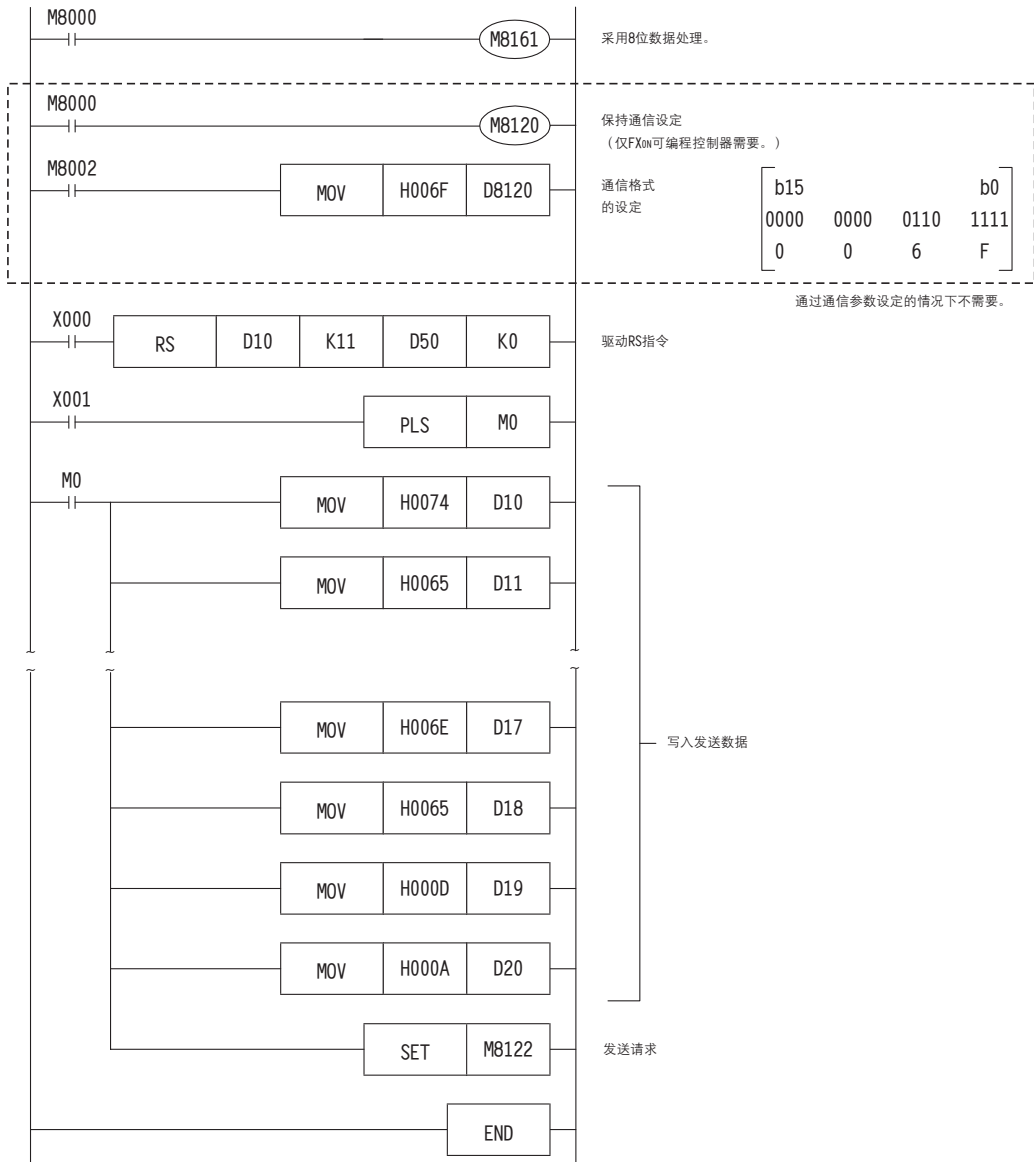 M8000
M8161
采用8位数据处理。
M8000
M8120
保持通信设定
（仅FX0N可编程控制器需要。）
M8002
MOV H006F D8120
通信格式
的设定
b15 b0
0000 0000 0110 1111
0 0 6 F
通过通信参数设定的情况下不需要。
X000
RS D10 K11 D50 K0
驱动RS指令
X001
PLS M0
M0
MOV H0074 D10
MOV H0065 D11
MOV H006E D17
写入发送数据
MOV H0065 D18
MOV H000D D19
MOV H000A D20
SET M8122
发送请求
END